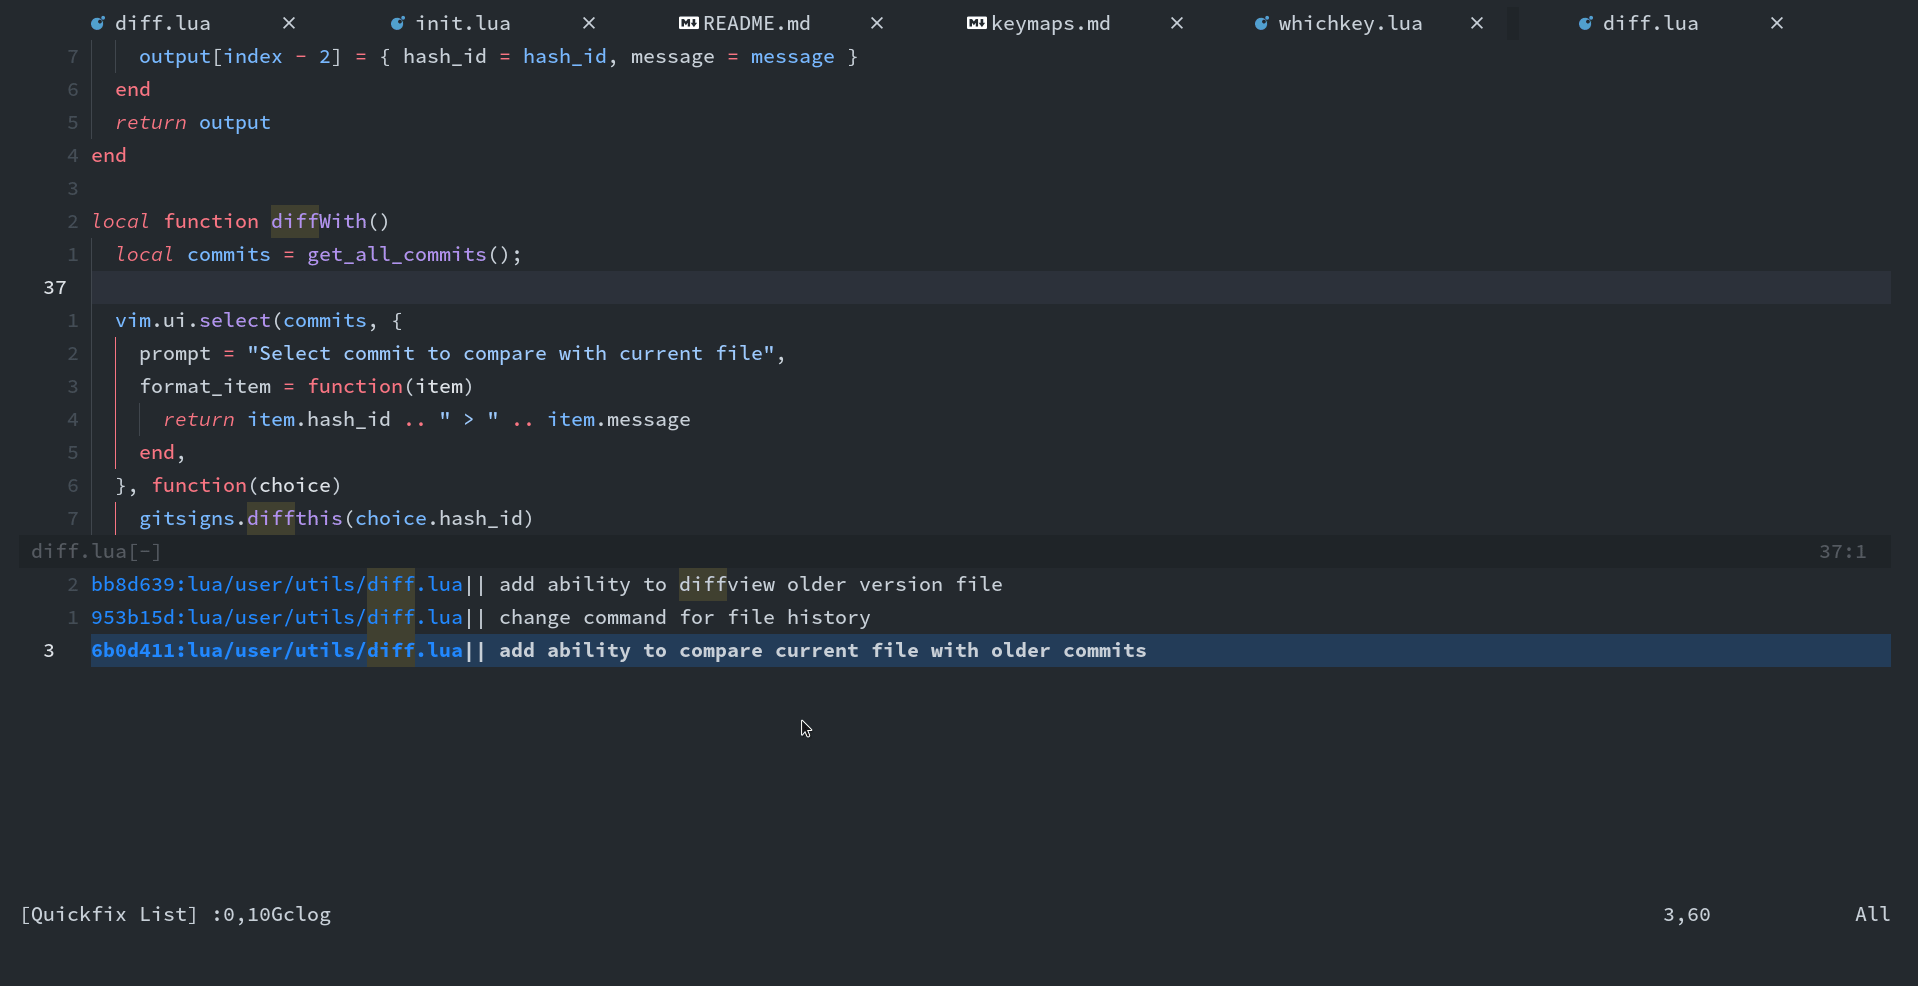 diff.lua × init.lua × README.md × keymaps.md × whichkey.lua × diff.lua ×
7 output[index - 2] = { hash_id = hash_id, message = message }
6 end
5 return output
4 end
3
2 local function diffWith()
1 local commits = get_all_commits();
37
1 vim.ui.select(commits, {
2 prompt = "Select commit to compare with current file",
3 format_item = function(item)
4 return item.hash_id .. " > " .. item.message
5 end,
6 }, function(choice)
7 gitsigns.diffthis(choice.hash_id)
diff.lua[-] 37:1
2 bb8d639:lua/user/utils/diff.lua|| add ability to diffview older version file
1 953b15d:lua/user/utils/diff.lua|| change command for file history
3 6b0d411:lua/user/utils/diff.lua|| add ability to compare current file with older commits
[Quickfix List] :0,10Gclog 3,60 All